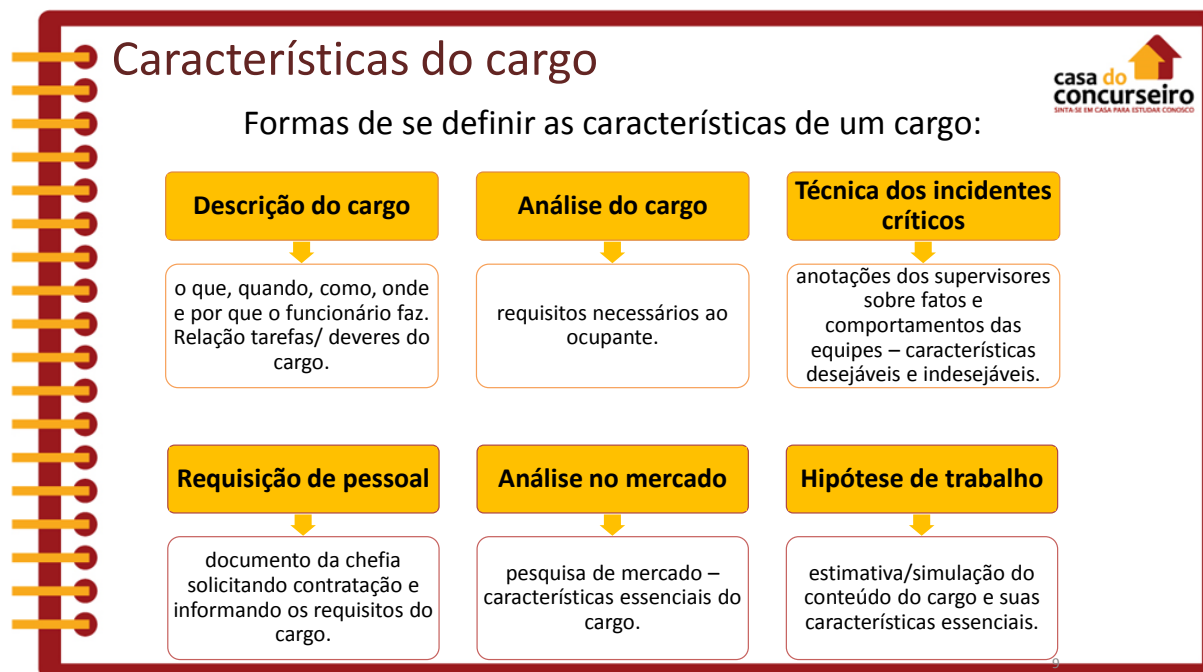 Características do cargo
casa do
concurseiro
SINTA-SE EM CASA PARA ESTUDAR CONOSCO
Formas de se definir as características de um cargo:
Descrição do cargo
o que, quando, como, onde
e por que o funcionário faz.
Relação tarefas/ deveres do
cargo.
Análise do cargo
requisitos necessários ao
ocupante.
Técnica dos incidentes
críticos
anotações dos supervisores
sobre fatos e
comportamentos das
equipes – características
desejáveis e indesejáveis.
Requisição de pessoal
documento da chefia
solicitando contratação e
informando os requisitos do
cargo.
Análise no mercado
pesquisa de mercado –
características essenciais do
cargo.
Hipótese de trabalho
estimativa/simulação do
conteúdo do cargo e suas
características essenciais.
9